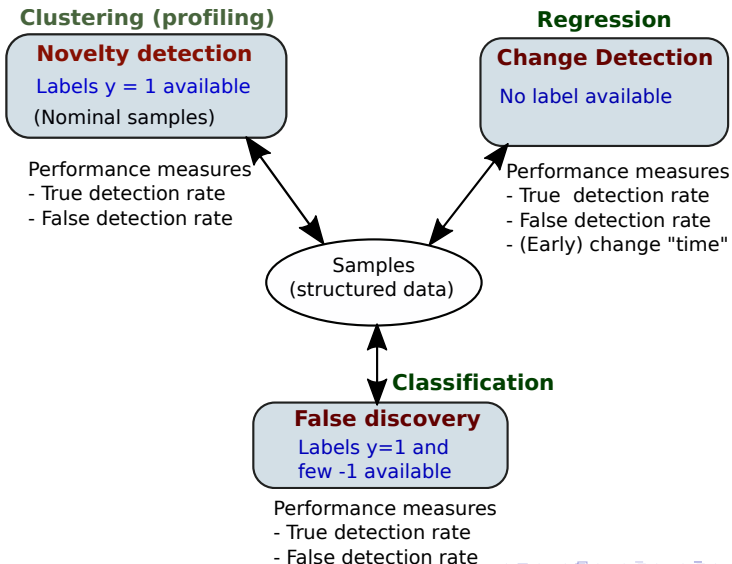 Clustering (profiling)
Novelty detection
Labels y = 1 available
(Nominal samples)
Performance measures
- True detection rate
- False detection rate
Regression
Change Detection
No label available
Performance measures
- True  detection rate
- False detection rate
- (Early) change "time"
Samples
(structured data)
Classification
False discovery
Labels y=1 and
few -1 available
Performance measures
- True detection rate
- False detection rate